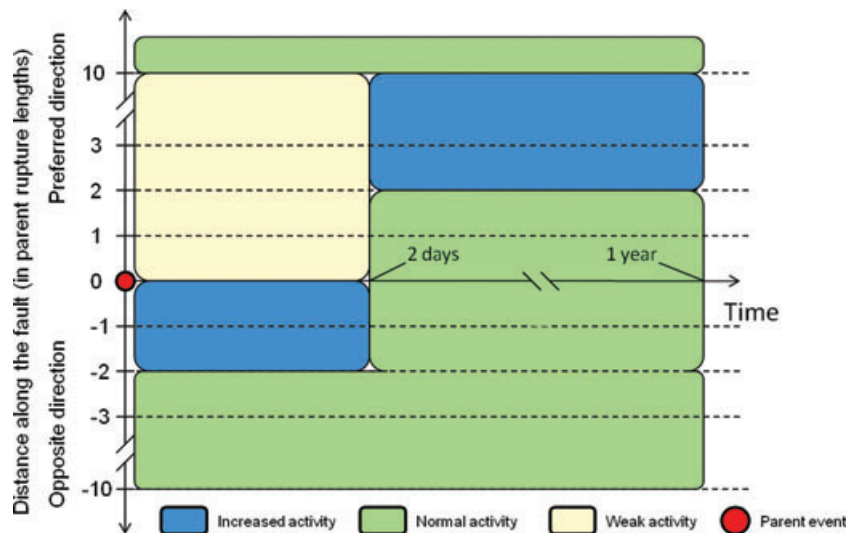 Distance along the fault (in parent rupture lengths)
Preferred direction
Opposite direction
10
3
2
1
0
-1
-2
-3
-10
2 days
1 year
Time
Increased activity
Normal activity
Weak activity
Parent event